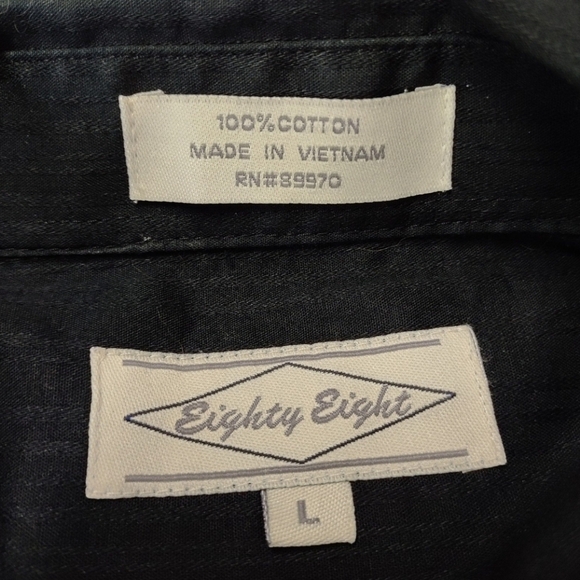 100%COTTON
MADE IN VIETNAM
RN#89970
Eighty Eight
L